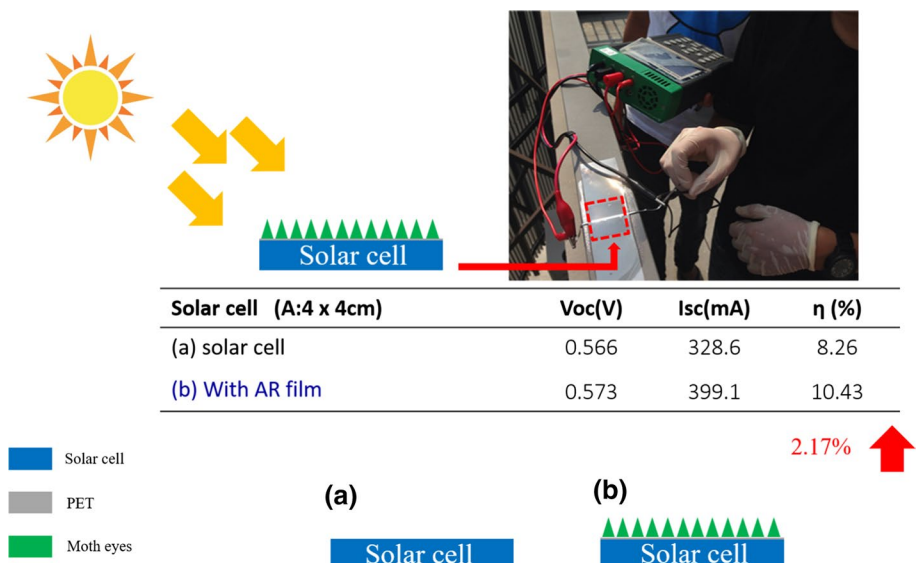 Solar cell
Solar cell (A:4 x 4cm) Voc(V) Isc(mA) η (%)
(a) solar cell 0.566 328.6 8.26
(b) With AR film 0.573 399.1 10.43
2.17%
Solar cell
PET
Moth eyes
(a) (b)
Solar cell Solar cell